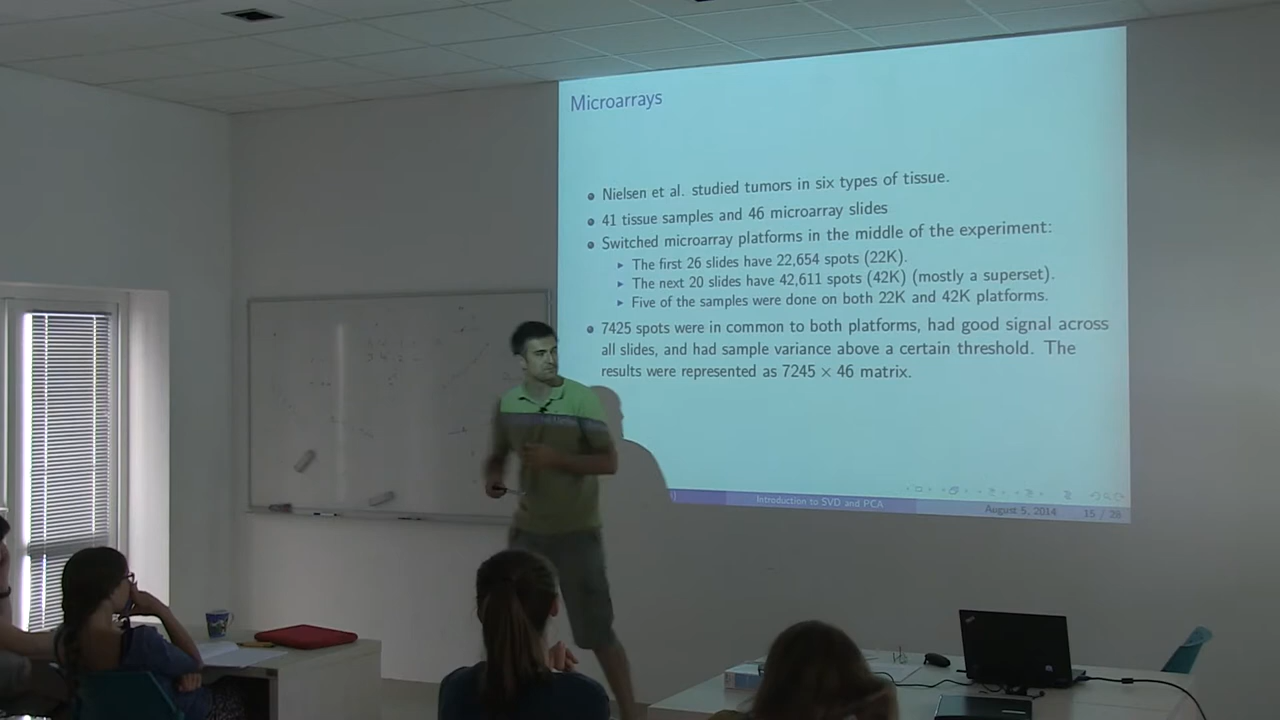 Microarrays
Nielsen et al. studied tumors in six types of tissue.
41 tissue samples and 46 microarray slides
Switched microarray platforms in the middle of the experiment:
The first 26 slides have 22,654 spots (22K).
The next 20 slides have 42,611 spots (42K) (mostly a superset).
Five of the samples were done on both 22K and 42K platforms.
7425 spots were in common to both platforms, had good signal across
all slides, and had sample variance above a certain threshold. The
results were represented as 7245 × 46 matrix.
Introduction to SVD and PCA
August 5, 2014 15 / 28